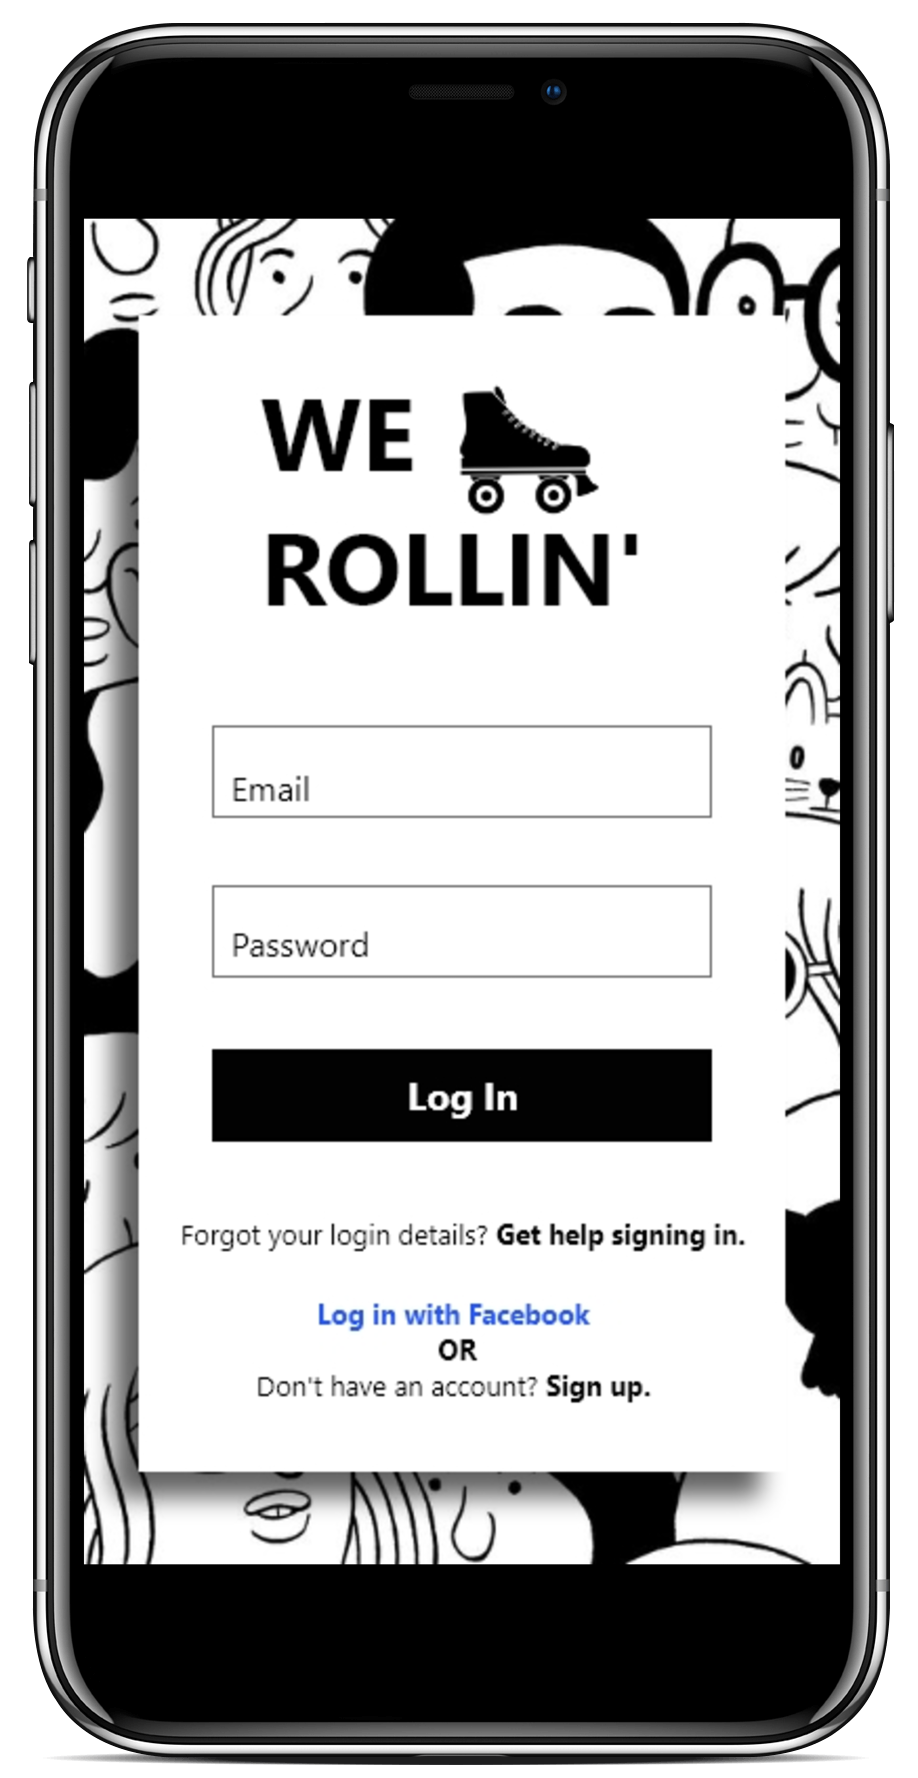 WE
ROLLIN'
Email
Password
Log In
Forgot your login details? Get help signing in.
Log in with Facebook
OR
Don't have an account? Sign up.